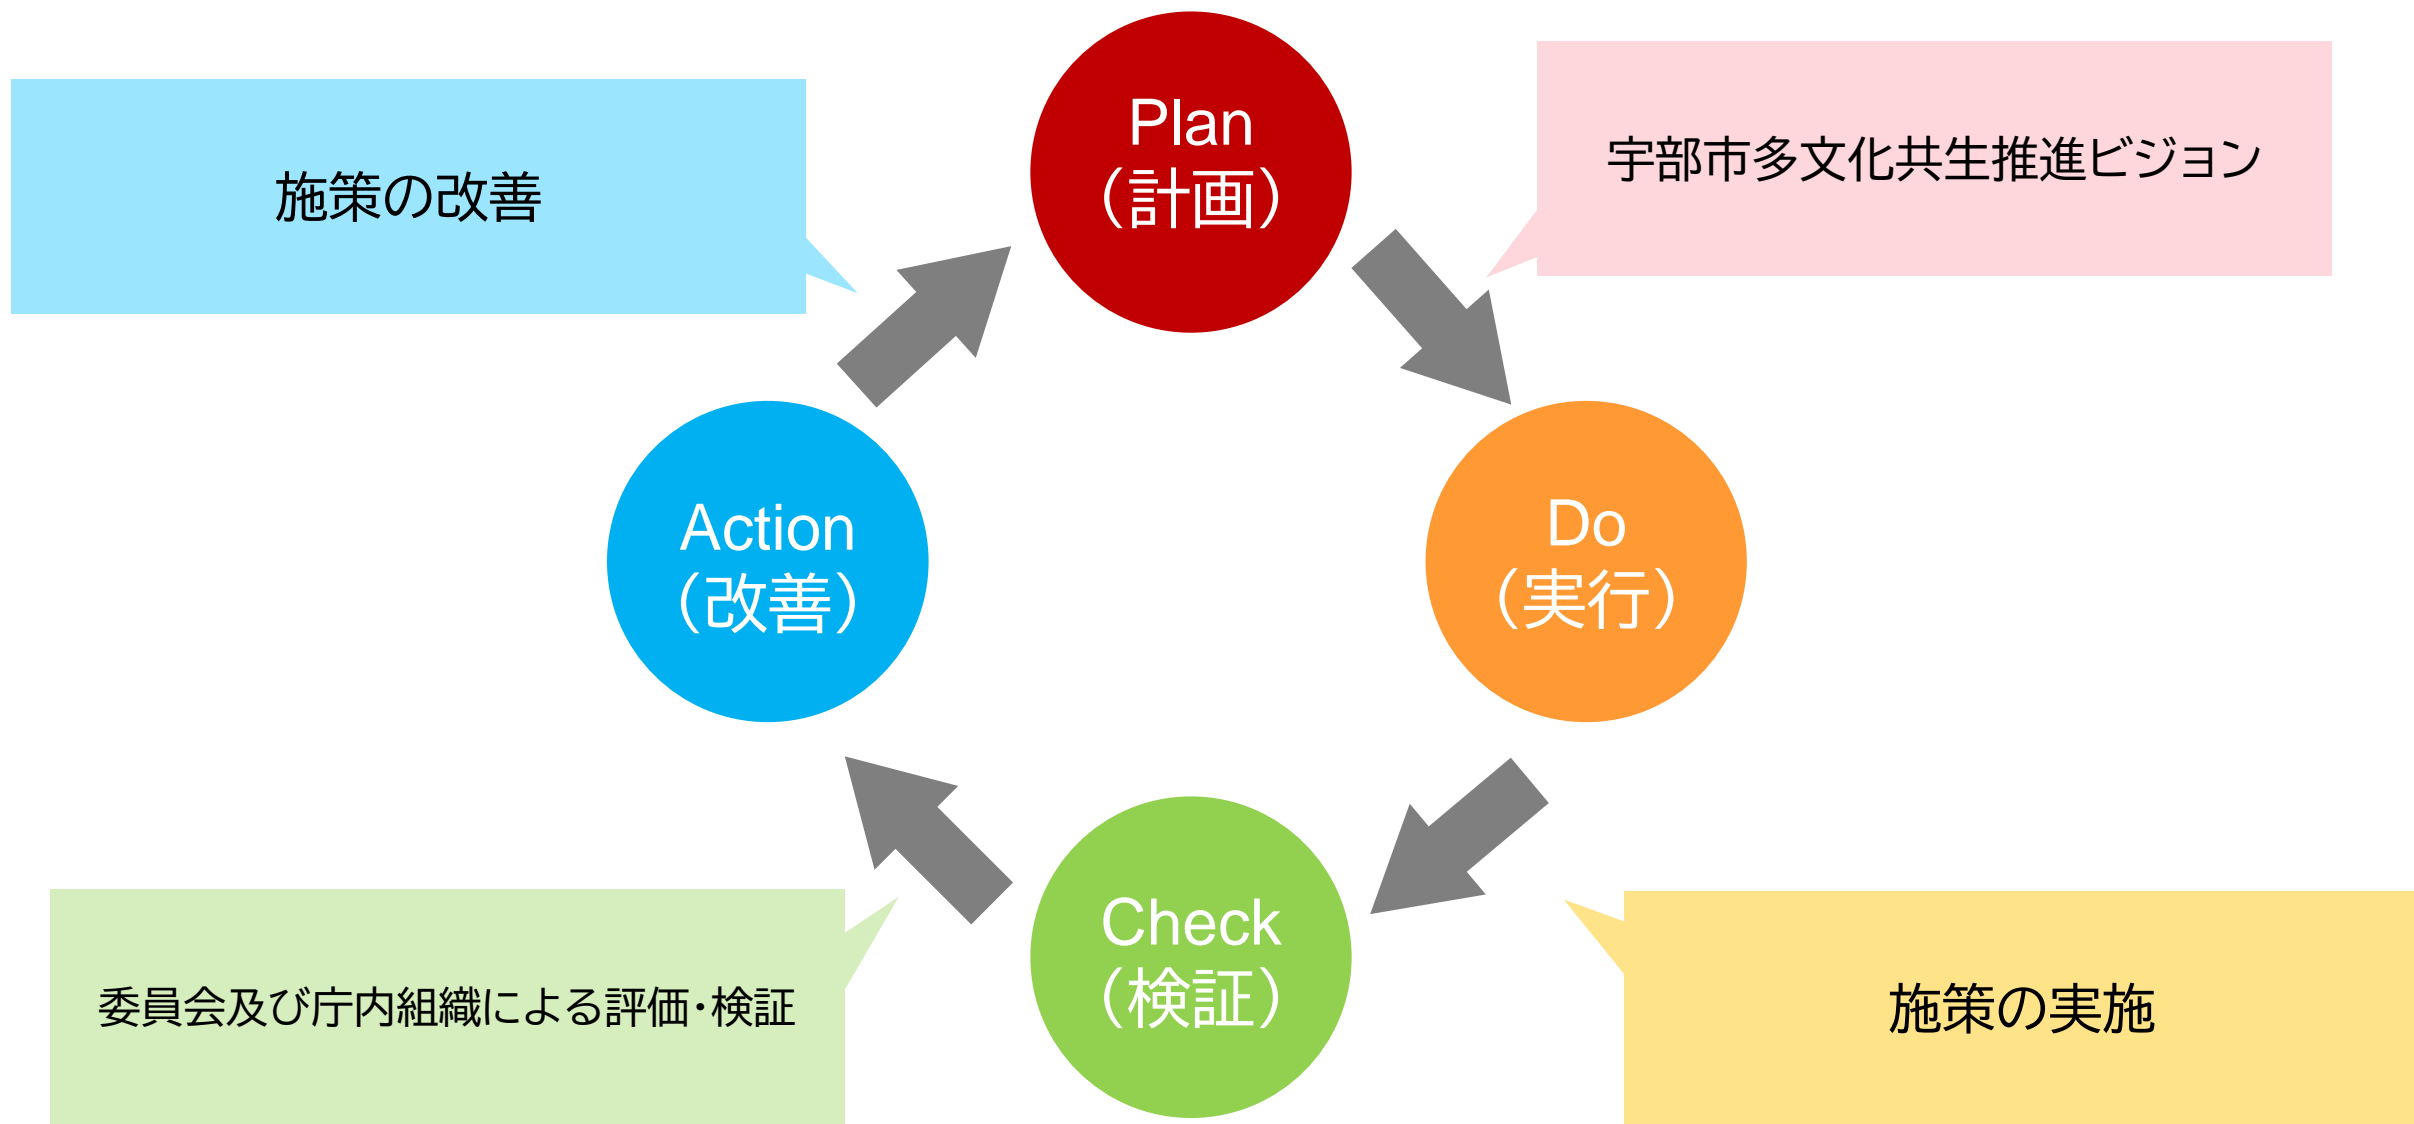 Plan
（計画）
宇部市多文化共生推進ビジョン
施策の改善
Action
（改善）
Do
（実行）
Check
（検証）
委員会及び庁内組織による評価・検証
施策の実施